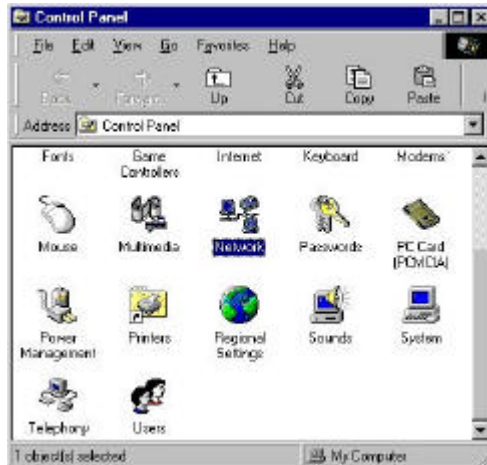 Control Panel
File Edit View Go Favorites Help
Back Forward Up Cut Copy Paste
Address Control Panel
Fonts Game Controllers Internet Keyboard Modems
Mouse Multimedia Network Passwords PC Card (PCMCIA)
Power Management Printers Regional Settings Sounds System
Telephony Users
1 object(s) selected My Computer